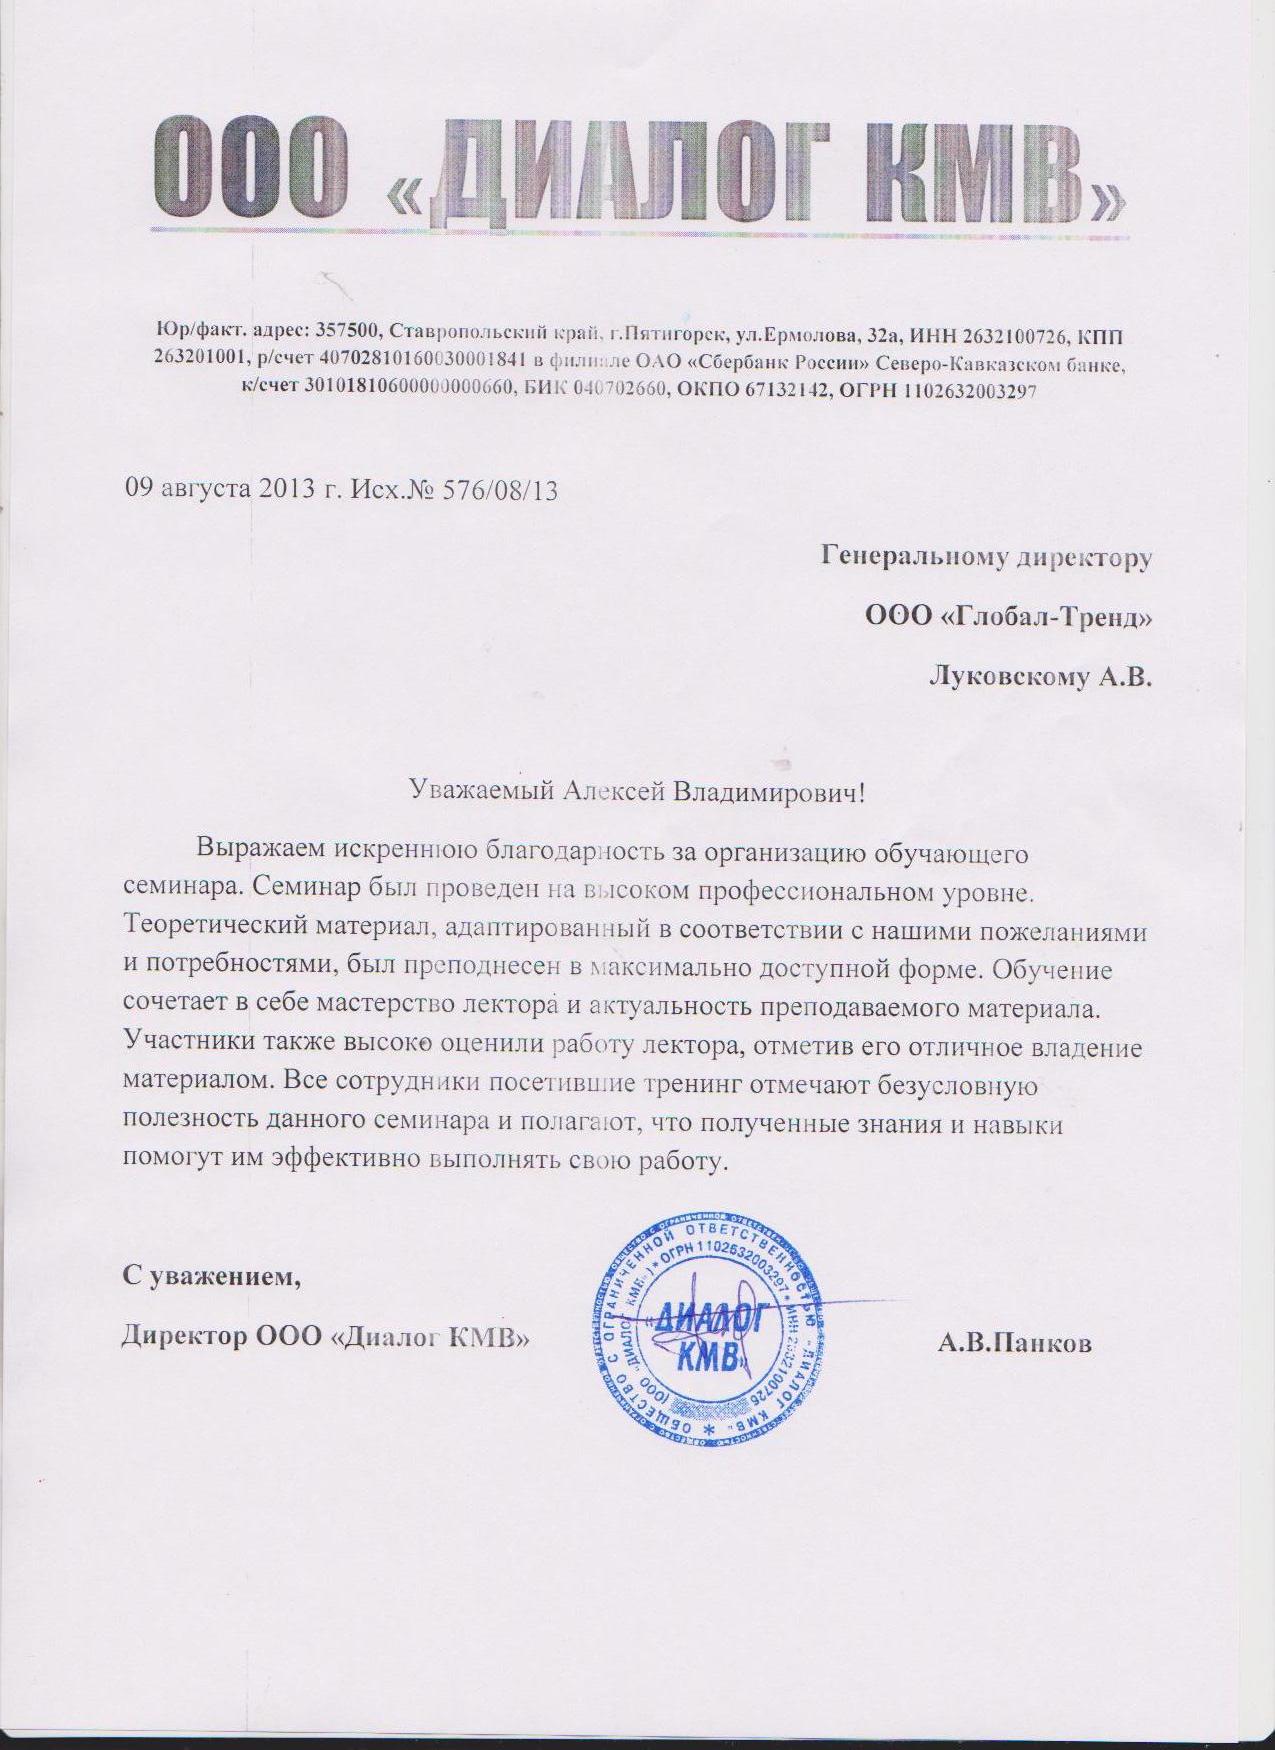 ООО «ДИАЛОГ КМВ»
Юр/факт. адрес: 357500, Ставропольский край, г.Пятигорск, ул.Ермолова, 32а, ИНН 2632100726, КПП
263201001, р/счет 40702810160030001841 в филиале ОАО «Сбербанк России» Северо-Кавказском банке,
к/счет 30101810600000000660, БИК 040702660, ОКПО 67132142, ОГРН 1102632003297
09 августа 2013 г. Исх.№ 576/08/13
Генеральному директору
ООО «Глобал-Тренд»
Луковскому А.В.
Уважаемый Алексей Владимирович!
Выражаем искреннюю благодарность за организацию обучающего
семинара. Семинар был проведен на высоком профессиональном уровне.
Теоретический материал, адаптированный в соответствии с нашими пожеланиями
и потребностями, был преподнесен в максимально доступной форме. Обучение
сочетает в себе мастерство лектора и актуальность преподаваемого материала.
Участники также высоко оценили работу лектора, отметив его отличное владение
материалом. Все сотрудники посетившие тренинг отмечают безусловную
полезность данного семинара и полагают, что полученные знания и навыки
помогут им эффективно выполнять свою работу.
С уважением,
Директор ООО «Диалог КМВ»
А.В.Панков
ОБЩЕСТВО С ОГРАНИЧЕННОЙ ОТВЕТСТВЕННОСТЬЮ "ДИАЛОГ КМВ" *
(ООО "ДИАЛОГ КМВ") * ОГРН 1102632003297 * ИНН 2632100726
«ДИАЛОГ
КМВ»